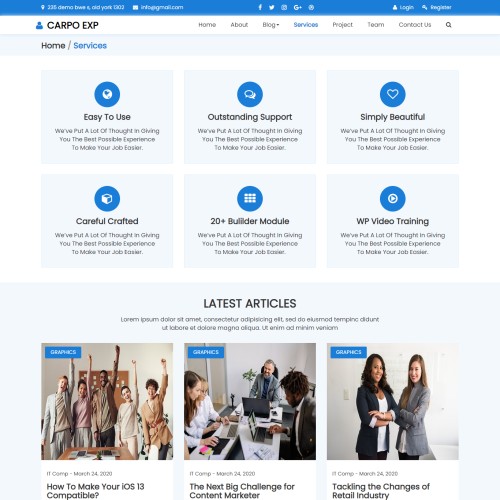 235 demo bwe s, old york 1302 info@gmail.com Login Register
CARPO EXP Home About Blog Services Project Team Contact Us
Home / Services
Easy To Use
We've Put A Lot Of Thought In Giving
You The Best Possible Experience
To Make Your Job Easier.
Outstanding Support
We've Put A Lot Of Thought In Giving
You The Best Possible Experience
To Make Your Job Easier.
Simply Beautiful
We've Put A Lot Of Thought In Giving
You The Best Possible Experience
To Make Your Job Easier.
Careful Crafted
We've Put A Lot Of Thought In Giving
You The Best Possible Experience
To Make Your Job Easier.
20+ Builder Module
We've Put A Lot Of Thought In Giving
You The Best Possible Experience
To Make Your Job Easier.
WP Video Training
We've Put A Lot Of Thought In Giving
You The Best Possible Experience
To Make Your Job Easier.
LATEST ARTICLES
Lorem ipsum dolor sit amet, consectetur adipisicing elit, sed do eiusmod tempinc didunt
ut labore et dolore magna aliqua. Ut enim ad minim veniam
GRAPHICS
IT Comp - March 24, 2020
How To Make Your iOS 13
Compatible?
GRAPHICS
IT Comp - March 24, 2020
The Next Big Challenge for
Content Marketer
GRAPHICS
IT Comp - March 24, 2020
Tackling the Changes of
Retail Industry